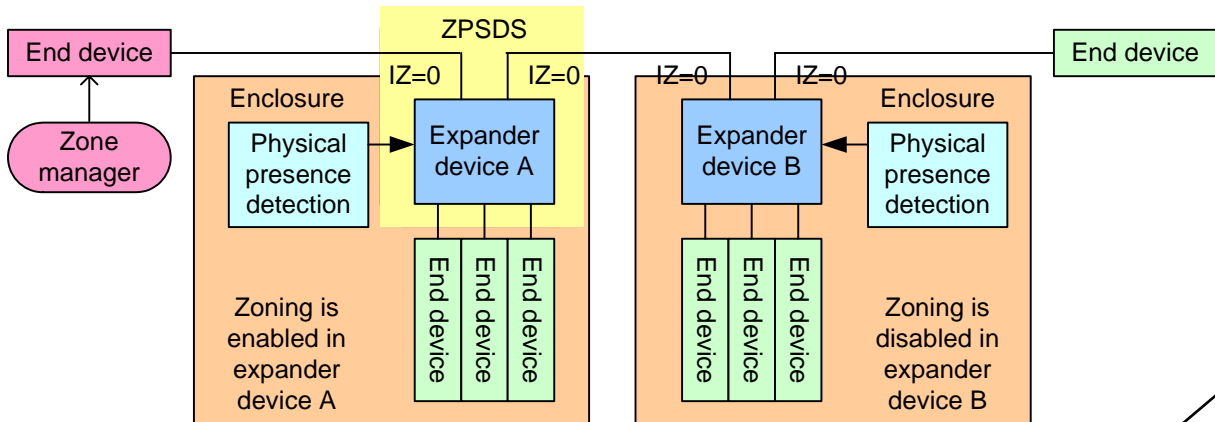 ZPSDS
End device
End device
IZ=0
IZ=0
IZ=0
IZ=0
Enclosure
Enclosure
Zone
manager
Physical
presence
detection
Expander
device A
Expander
device B
Physical
presence
detection
End device
End device
End device
End device
End device
End device
Zoning is
enabled in
expander
device A
Zoning is
disabled in
expander
device B